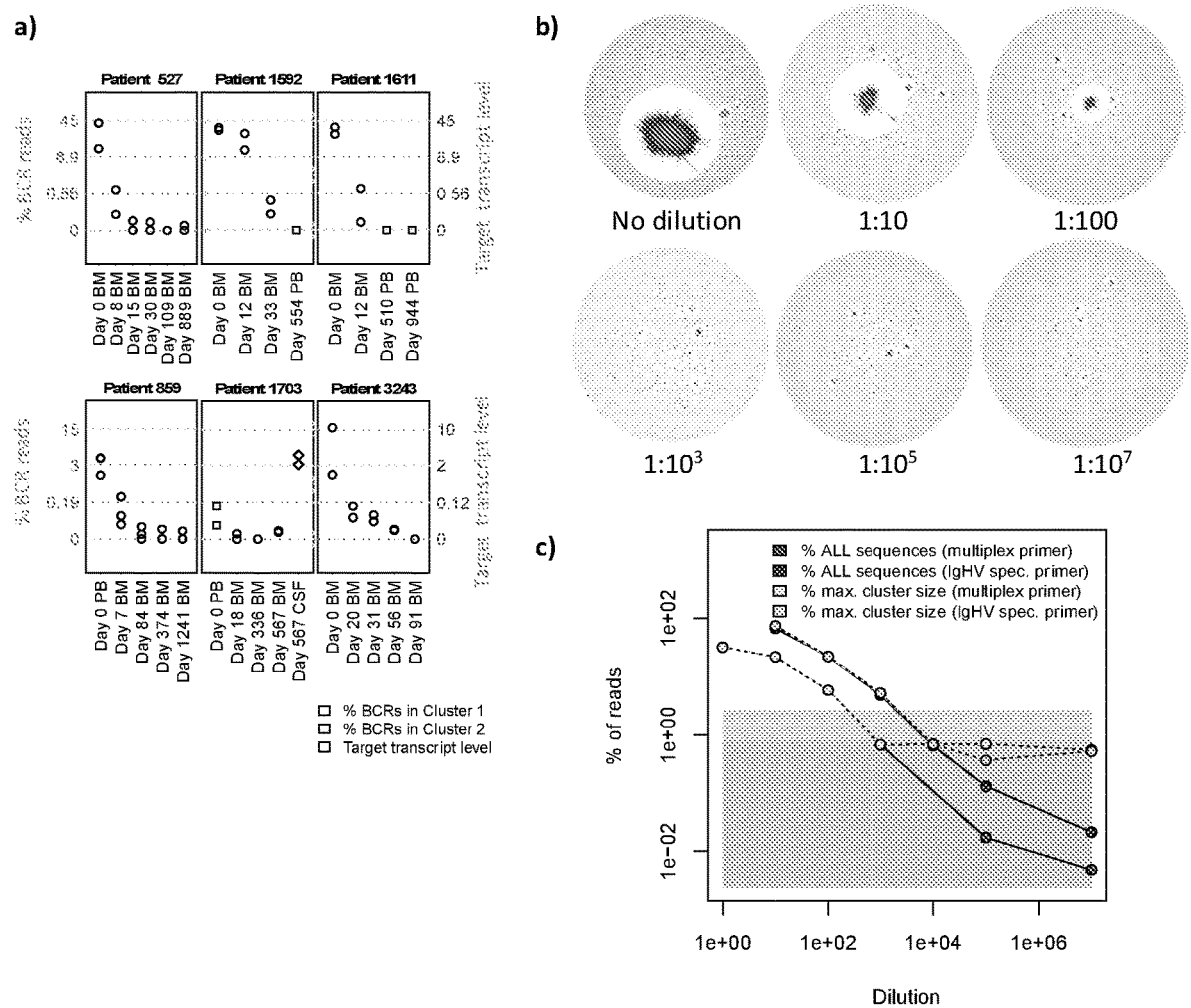 a)
Patient 527
Patient 1592
Patient 1611
% BCR reads
45
8.9
0.56
0
45
8.9
0.56
0
Target transcript level
Day 0 BM
Day 8 BM
Day 15 BM
Day 30 BM
Day 109 BM
Day 889 BM
Day 0 BM
Day 12 BM
Day 33 BM
Day 554 PB
Day 0 BM
Day 12 BM
Day 510 PB
Day 944 PB
Patient 859
Patient 1703
Patient 3243
% BCR reads
15
3
0.19
0
10
2
0.12
0
Target transcript level
Day 0 PB
Day 7 BM
Day 84 BM
Day 374 BM
Day 1241 BM
Day 0 PB
Day 18 BM
Day 336 BM
Day 567 BM
Day 567 CSF
Day 0 BM
Day 20 BM
Day 31 BM
Day 56 BM
Day 91 BM
% BCRs in Cluster 1
% BCRs in Cluster 2
Target transcript level
b)
No dilution
1:10
1:100
1:10³
1:10⁵
1:10⁷
c)
% ALL sequences (multiplex primer)
% ALL sequences (IgHV spec. primer)
% max. cluster size (multiplex primer)
% max. cluster size (IgHV spec. primer)
% of reads
1e+02
1e+00
1e−02
1e+00
1e+02
1e+04
1e+06
Dilution